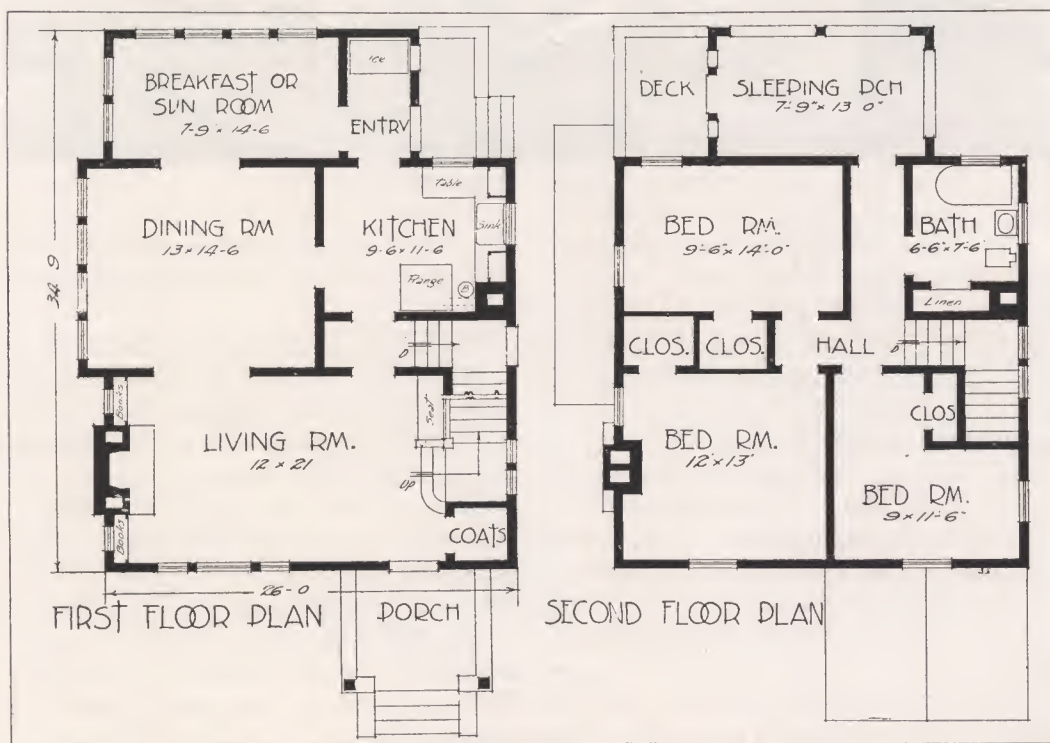 BREAKFAST OR
SUN ROOM
7-9 x 14-6
ICE
ENTRY
34-9
DINING RM
13 x 14-6
KITCHEN
9-6 x 11-6
Table
Sink
Range
B
D
Books
LIVING RM.
12 x 21
Seat
UP
Books
COATS
26-0
FIRST FLOOR PLAN
PORCH
DECK
SLEEPING PCH
7'-9" x 13'0"
BED RM.
9'-6" x 14'-0"
BATH
6-6" x 7-6"
Linen
CLOS.
CLOS.
HALL
D
BED RM.
12' x 13'
CLOS
BED RM.
9 x 11-6"
SECOND FLOOR PLAN